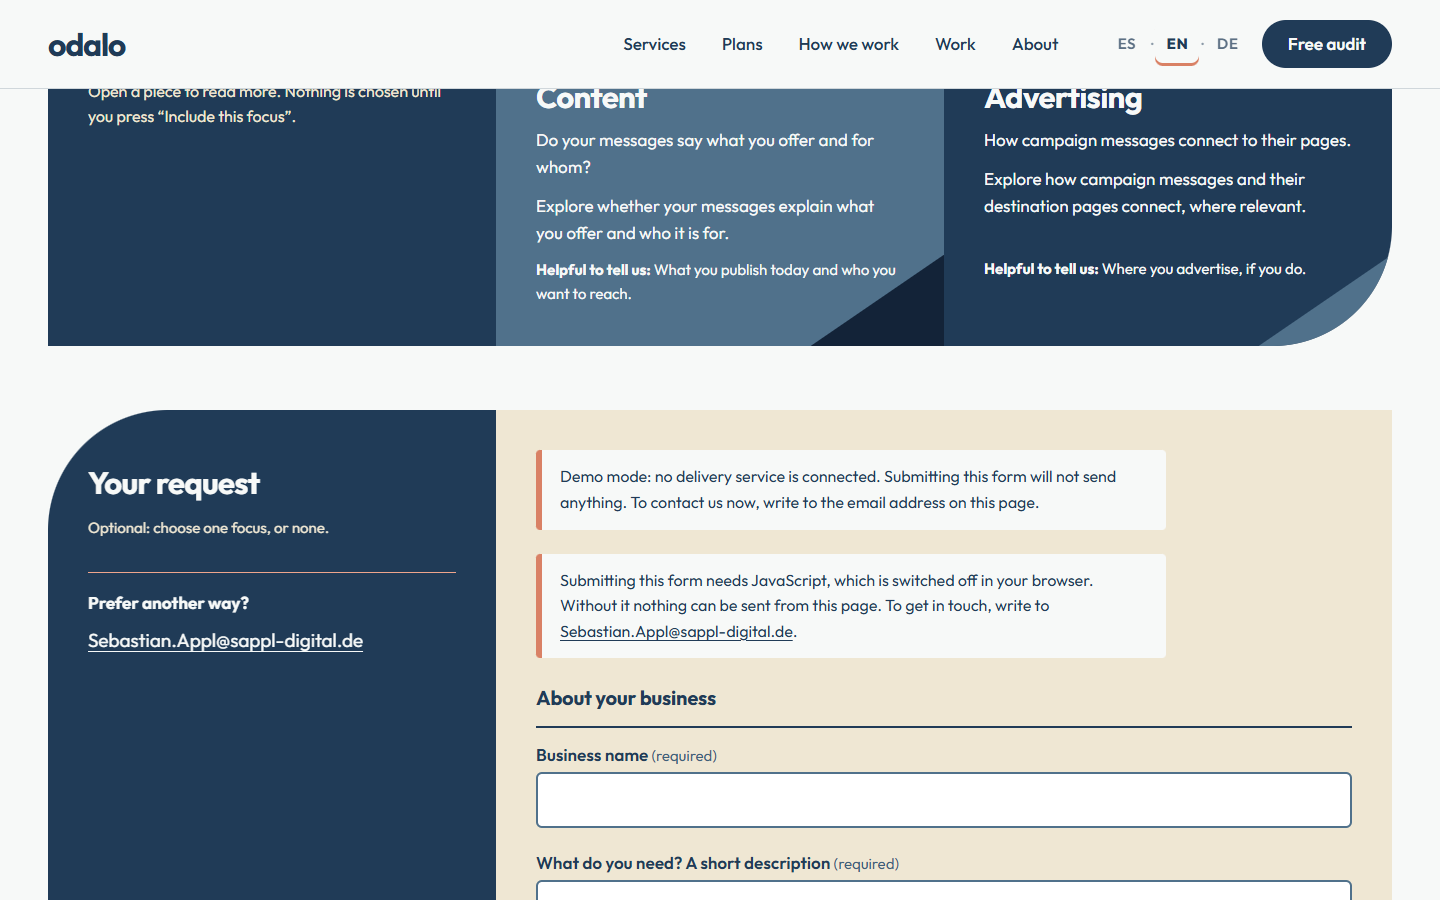 odalo
Services
Plans
How we work
Work
About
ES · EN · DE
Free audit
Open a piece to read more. Nothing is chosen until
you press “Include this focus”.
Content
Do your messages say what you offer and for
whom?
Explore whether your messages explain what
you offer and who it is for.
Helpful to tell us: What you publish today and who you
want to reach.
Advertising
How campaign messages connect to their pages.
Explore how campaign messages and their
destination pages connect, where relevant.
Helpful to tell us: Where you advertise, if you do.
Your request
Optional: choose one focus, or none.
Prefer another way?
Sebastian.Appl@sappl-digital.de
Demo mode: no delivery service is connected. Submitting this form will not send
anything. To contact us now, write to the email address on this page.
Submitting this form needs JavaScript, which is switched off in your browser.
Without it nothing can be sent from this page. To get in touch, write to
Sebastian.Appl@sappl-digital.de.
About your business
Business name (required)
What do you need? A short description (required)